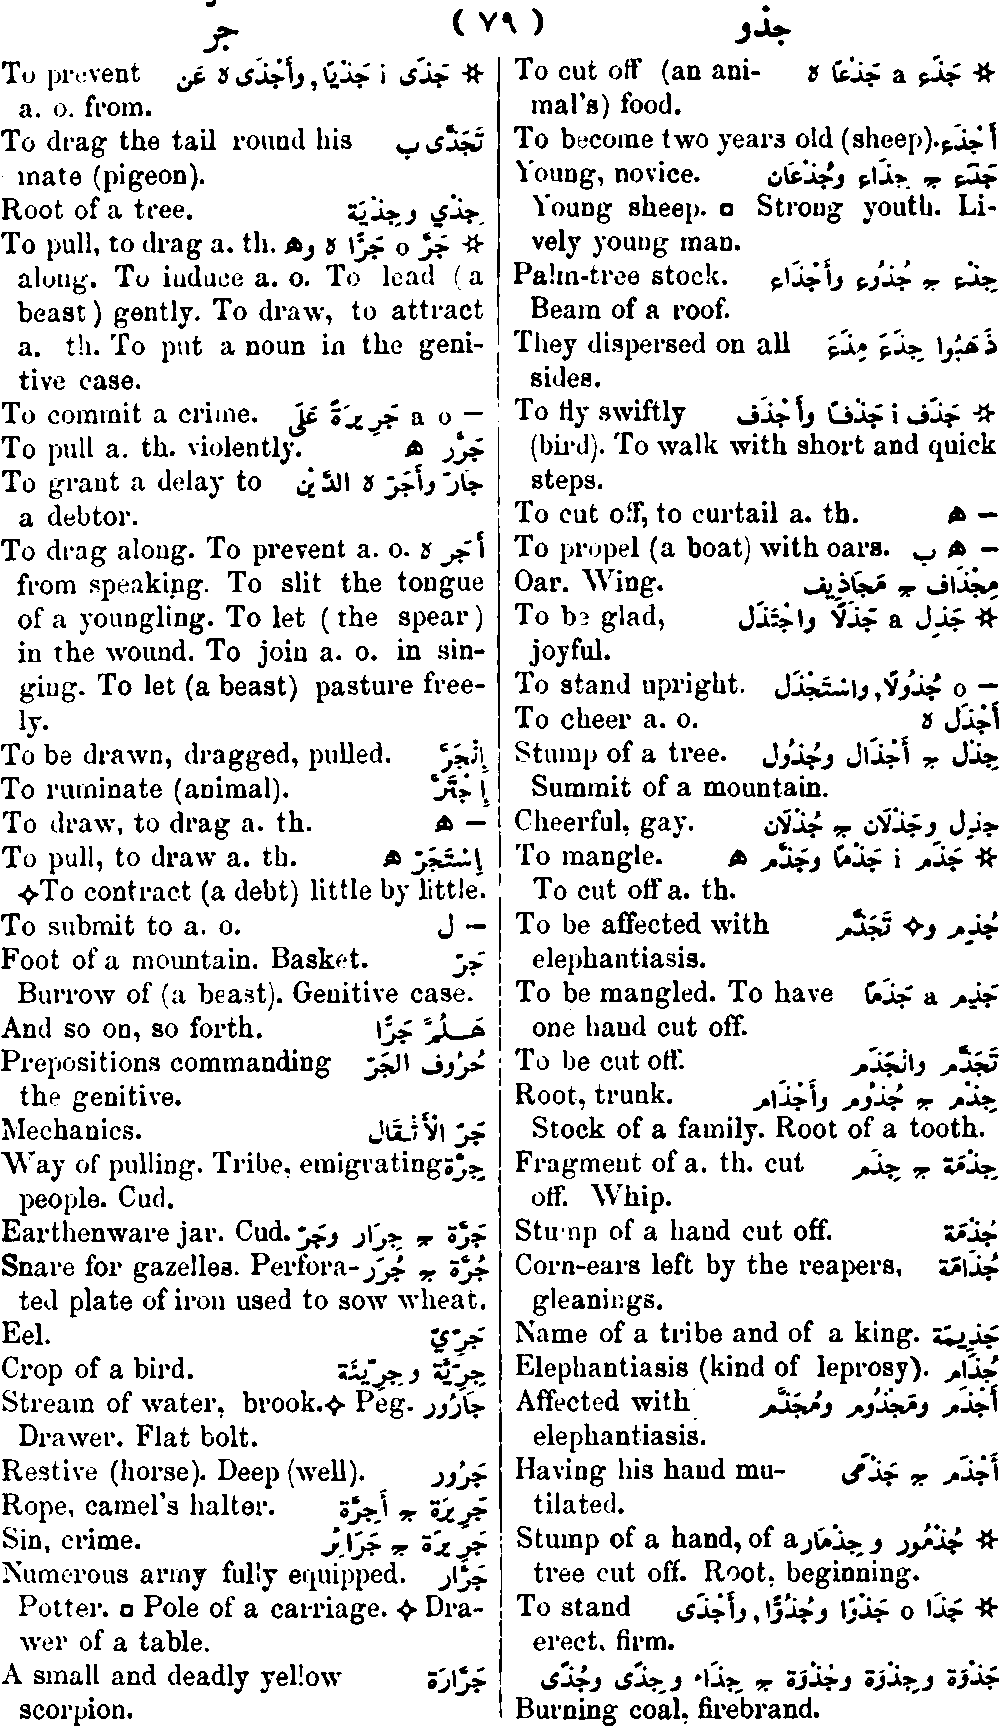 جر ( ٧٩ ) جذو
To cut off (an ani- ✲ جَذَع a جَذْعًا ه
mal's) food.
To become two years old (sheep). أَجْذَع
Young, novice. جَذَع ج جِذَاع وجُذْعَان
Young sheep. □ Strong youth. Li-
vely young man.
Palm-tree stock. جِذْع ج جُذُوع وأَجْذَاع
Beam of a roof.
They dispersed on all ذَهَبُوا جِذَعَ مِذَعَ
sides.
To fly swiftly ✲ جَذَف i جَذْفًا وأَجْذَف
(bird). To walk with short and quick
steps.
To cut off, to curtail a. th. — ه
To propel (a boat) with oars. — ه ب
Oar. Wing. مِجْذَاف ج مَجَاذِيف
To be glad, ✲ جَذِل a جَذَلًا واجْتَذَل
joyful.
To stand upright. — o جُذُولًا, واسْتَجْذَل
To cheer a. o. أَجْذَل ه
Stump of a tree. جِذْل ج أَجْذَال وجُذُول
Summit of a mountain.
Cheerful, gay. جذِل وجَذْلَان ج جُذْلَان
To mangle. ✲ جَذَم i جَذْمًا وجَذَّم ه
To cut off a. th.
To be affected with جُذِم و✧ تَجَذَّم
elephantiasis.
To be mangled. To have جَذِم a جَذَمًا
one hand cut off.
To be cut off. تَجَذَّم وانْجَذَم
Root, trunk. جِذْم ج جُذُوم وأَجْذَام
Stock of a family. Root of a tooth.
Fragment of a. th. cut جِذْمَة ج جِذَم
off. Whip.
Stump of a hand cut off. جُذْمَة
Corn-ears left by the reapers, جُذَامَة
gleanings.
Name of a tribe and of a king. جَذِيمَة
Elephantiasis (kind of leprosy). جُذَام
Affected with أَجْذَم ومَجْذُوم ومُجَذَّم
elephantiasis.
Having his hand mu- أَجْذَم ج جَذْمَى
tilated.
Stump of a hand, of a ✲ جُذْمُور وجِذْمَار
tree cut off. Root, beginning.
To stand ✲ جَذَا o جَذْوًا وجُذُوًّا, وأَجْذَى
erect, firm.
جَذْوَة وجِذْوَة وجُذْوَة ج جِذَاء وجِذًى وجُذًى
Burning coal, firebrand.
To prevent ✲ جَذَى i جَذْيًا, وأَجْذَى ه عَن
a. o. from.
To drag the tail round his تَجَذَّى ب
mate (pigeon).
Root of a tree. جِذْي وجِذْيَة
To pull, to drag a. th. ✲ جَرَّ o جَرًّا ه وه
along. To induce a. o. To lead (a
beast) gently. To draw, to attract
a. th. To put a noun in the geni-
tive case.
To commit a crime. — a o جَرِيرَةً عَلَى
To pull a. th. violently. جَرَّر ه
To grant a delay to جَارّ وأَجَرّ ه الدَّيْن
a debtor.
To drag along. To prevent a. o. أَجَرّ ه
from speaking. To slit the tongue
of a youngling. To let (the spear)
in the wound. To join a. o. in sin-
ging. To let (a beast) pasture free-
ly.
To be drawn, dragged, pulled. إِنْجَرّ
To ruminate (animal). إِجْتَرّ
To draw, to drag a. th. — ه
To pull, to draw a. th. إِسْتَجَرّ ه
✧To contract (a debt) little by little.
To submit to a. o. — ل
Foot of a mountain. Basket. جَرّ
Burrow of (a beast). Genitive case.
And so on, so forth. هَلُمَّ جَرًّا
Prepositions commanding حُرُوف الجَرّ
the genitive.
Mechanics. جَرّ الأَثْقَال
Way of pulling. Tribe, emigrating جِرَّة
people. Cud.
Earthenware jar. Cud. جَرَّة ج جِرَار وجَرّ
Snare for gazelles. Perfora- جُرَّة ج جُرَر
ted plate of iron used to sow wheat.
Eel. جِرِّيّ
Crop of a bird. جِرِّيَّة وجِرِّيْئَة
Stream of water, brook.✧ Peg. جَارُور
Drawer. Flat bolt.
Restive (horse). Deep (well). جَرُور
Rope, camel's halter. جَرِيرَة ج أَجِرَّة
Sin, crime. جَرِيرَة ج جَرَائِر
Numerous army fully equipped. جَرَّار
Potter. □ Pole of a carriage. ✧ Dra-
wer of a table.
A small and deadly yellow جَرَّارَة
scorpion.